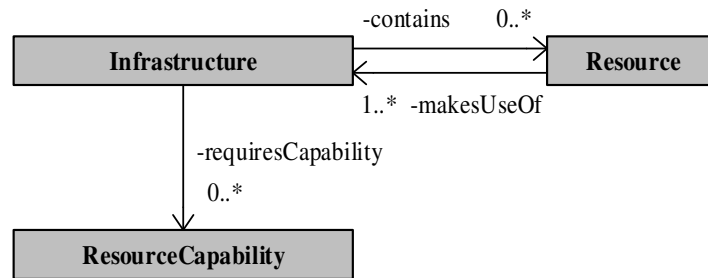 -contains 0..*
Infrastructure
Resource
1..* -makesUseOf
-requiresCapability
0..*
ResourceCapability